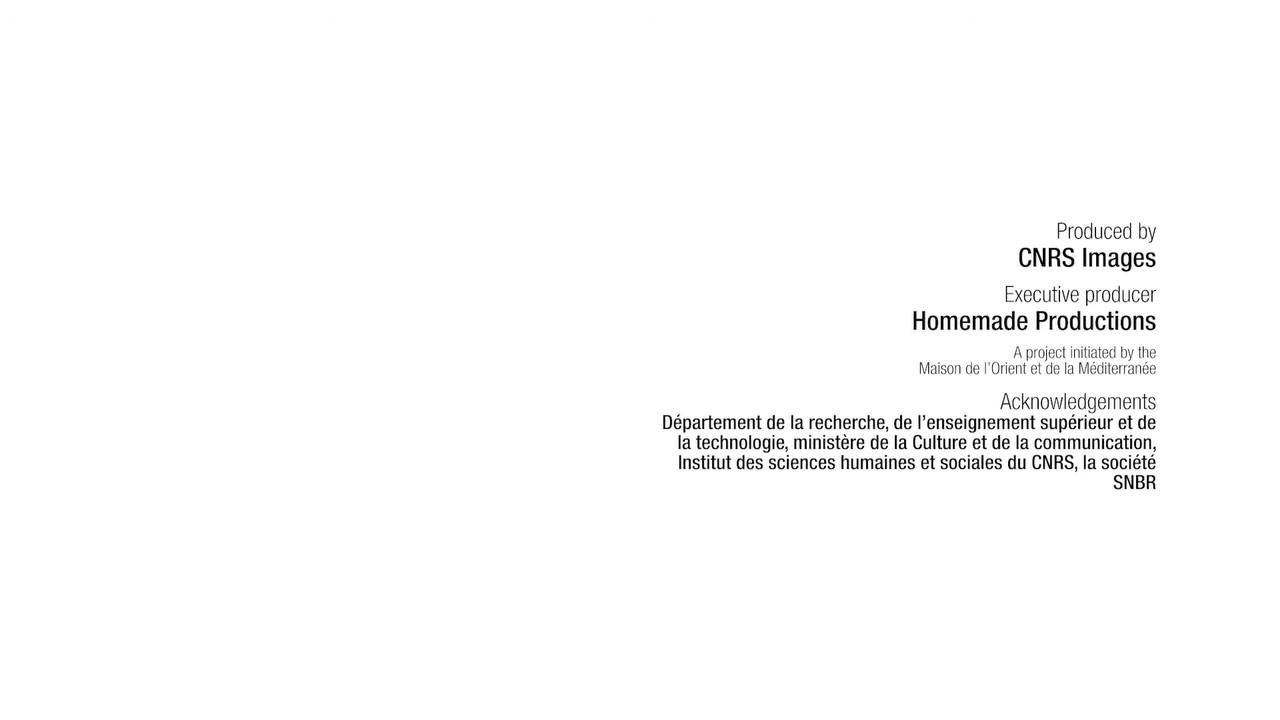 Produced by
CNRS Images
Executive producer
Homemade Productions
A project initiated by the
Maison de l'Orient et de la Méditerranée
Acknowledgements
Département de la recherche, de l'enseignement supérieur et de
la technologie, ministère de la Culture et de la communication,
Institut des sciences humaines et sociales du CNRS, la société
SNBR